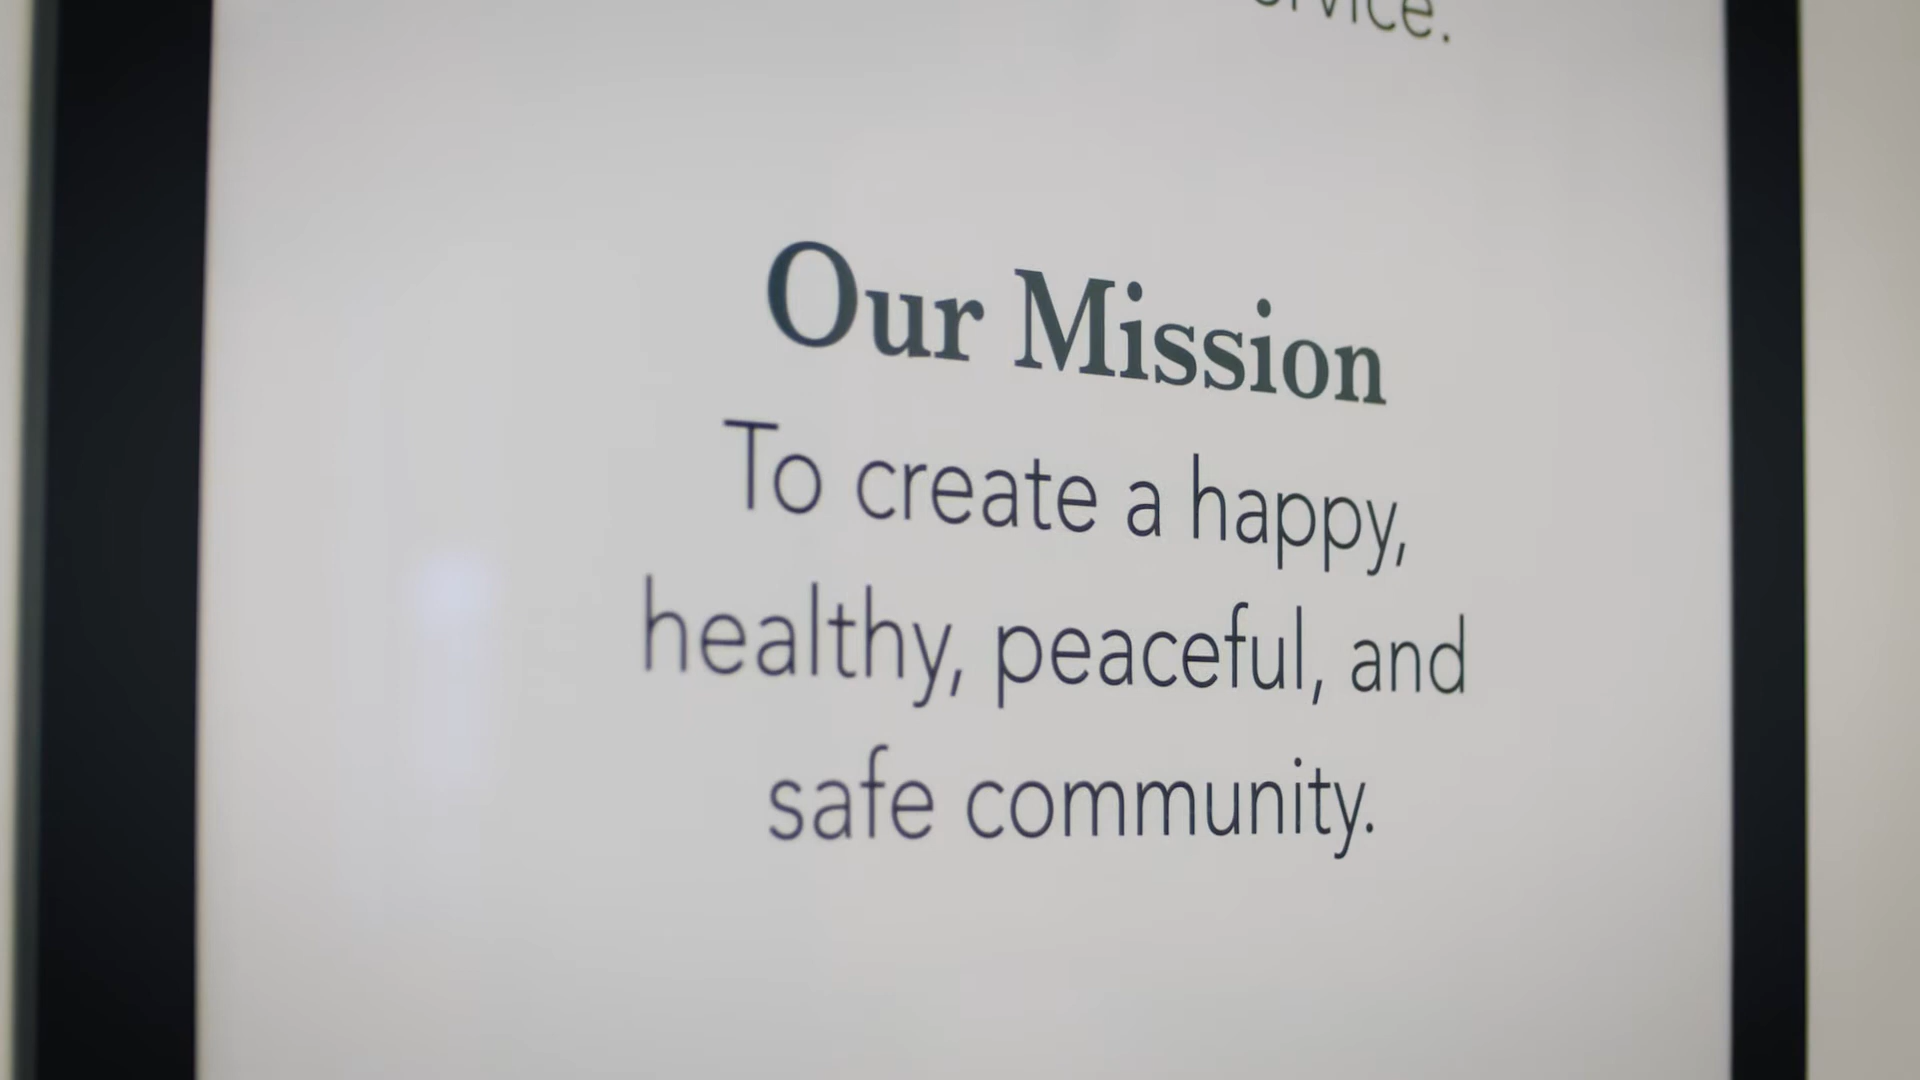 Our Mission
To create a happy,
healthy, peaceful, and
safe community.